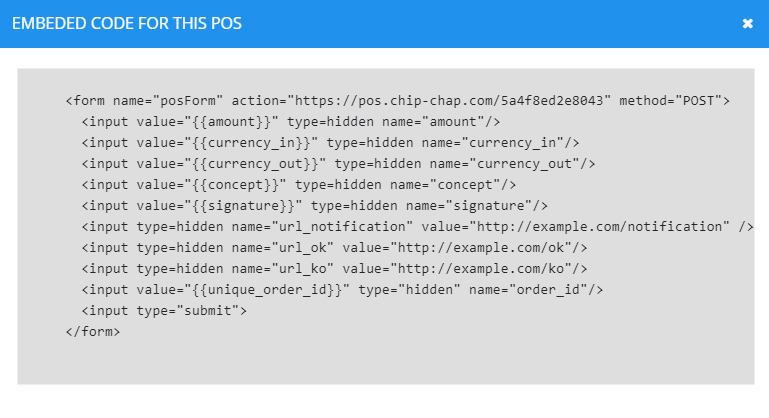 EMBEDED CODE FOR THIS POS
<form name="posForm" action="https://pos.chip-chap.com/5a4f8ed2e8043" method="POST">
<input value="{{amount}}" type=hidden name="amount"/>
<input value="{{currency_in}}" type=hidden name="currency_in"/>
<input value="{{currency_out}}" type=hidden name="currency_out"/>
<input value="{{concept}}" type=hidden name="concept"/>
<input value="{{signature}}" type=hidden name="signature"/>
<input type=hidden name="url_notification" value="http://example.com/notification" />
<input type=hidden name="url_ok" value="http://example.com/ok"/>
<input type=hidden name="url_ko" value="http://example.com/ko"/>
<input value="{{unique_order_id}}" type="hidden" name="order_id"/>
<input type="submit">
</form>